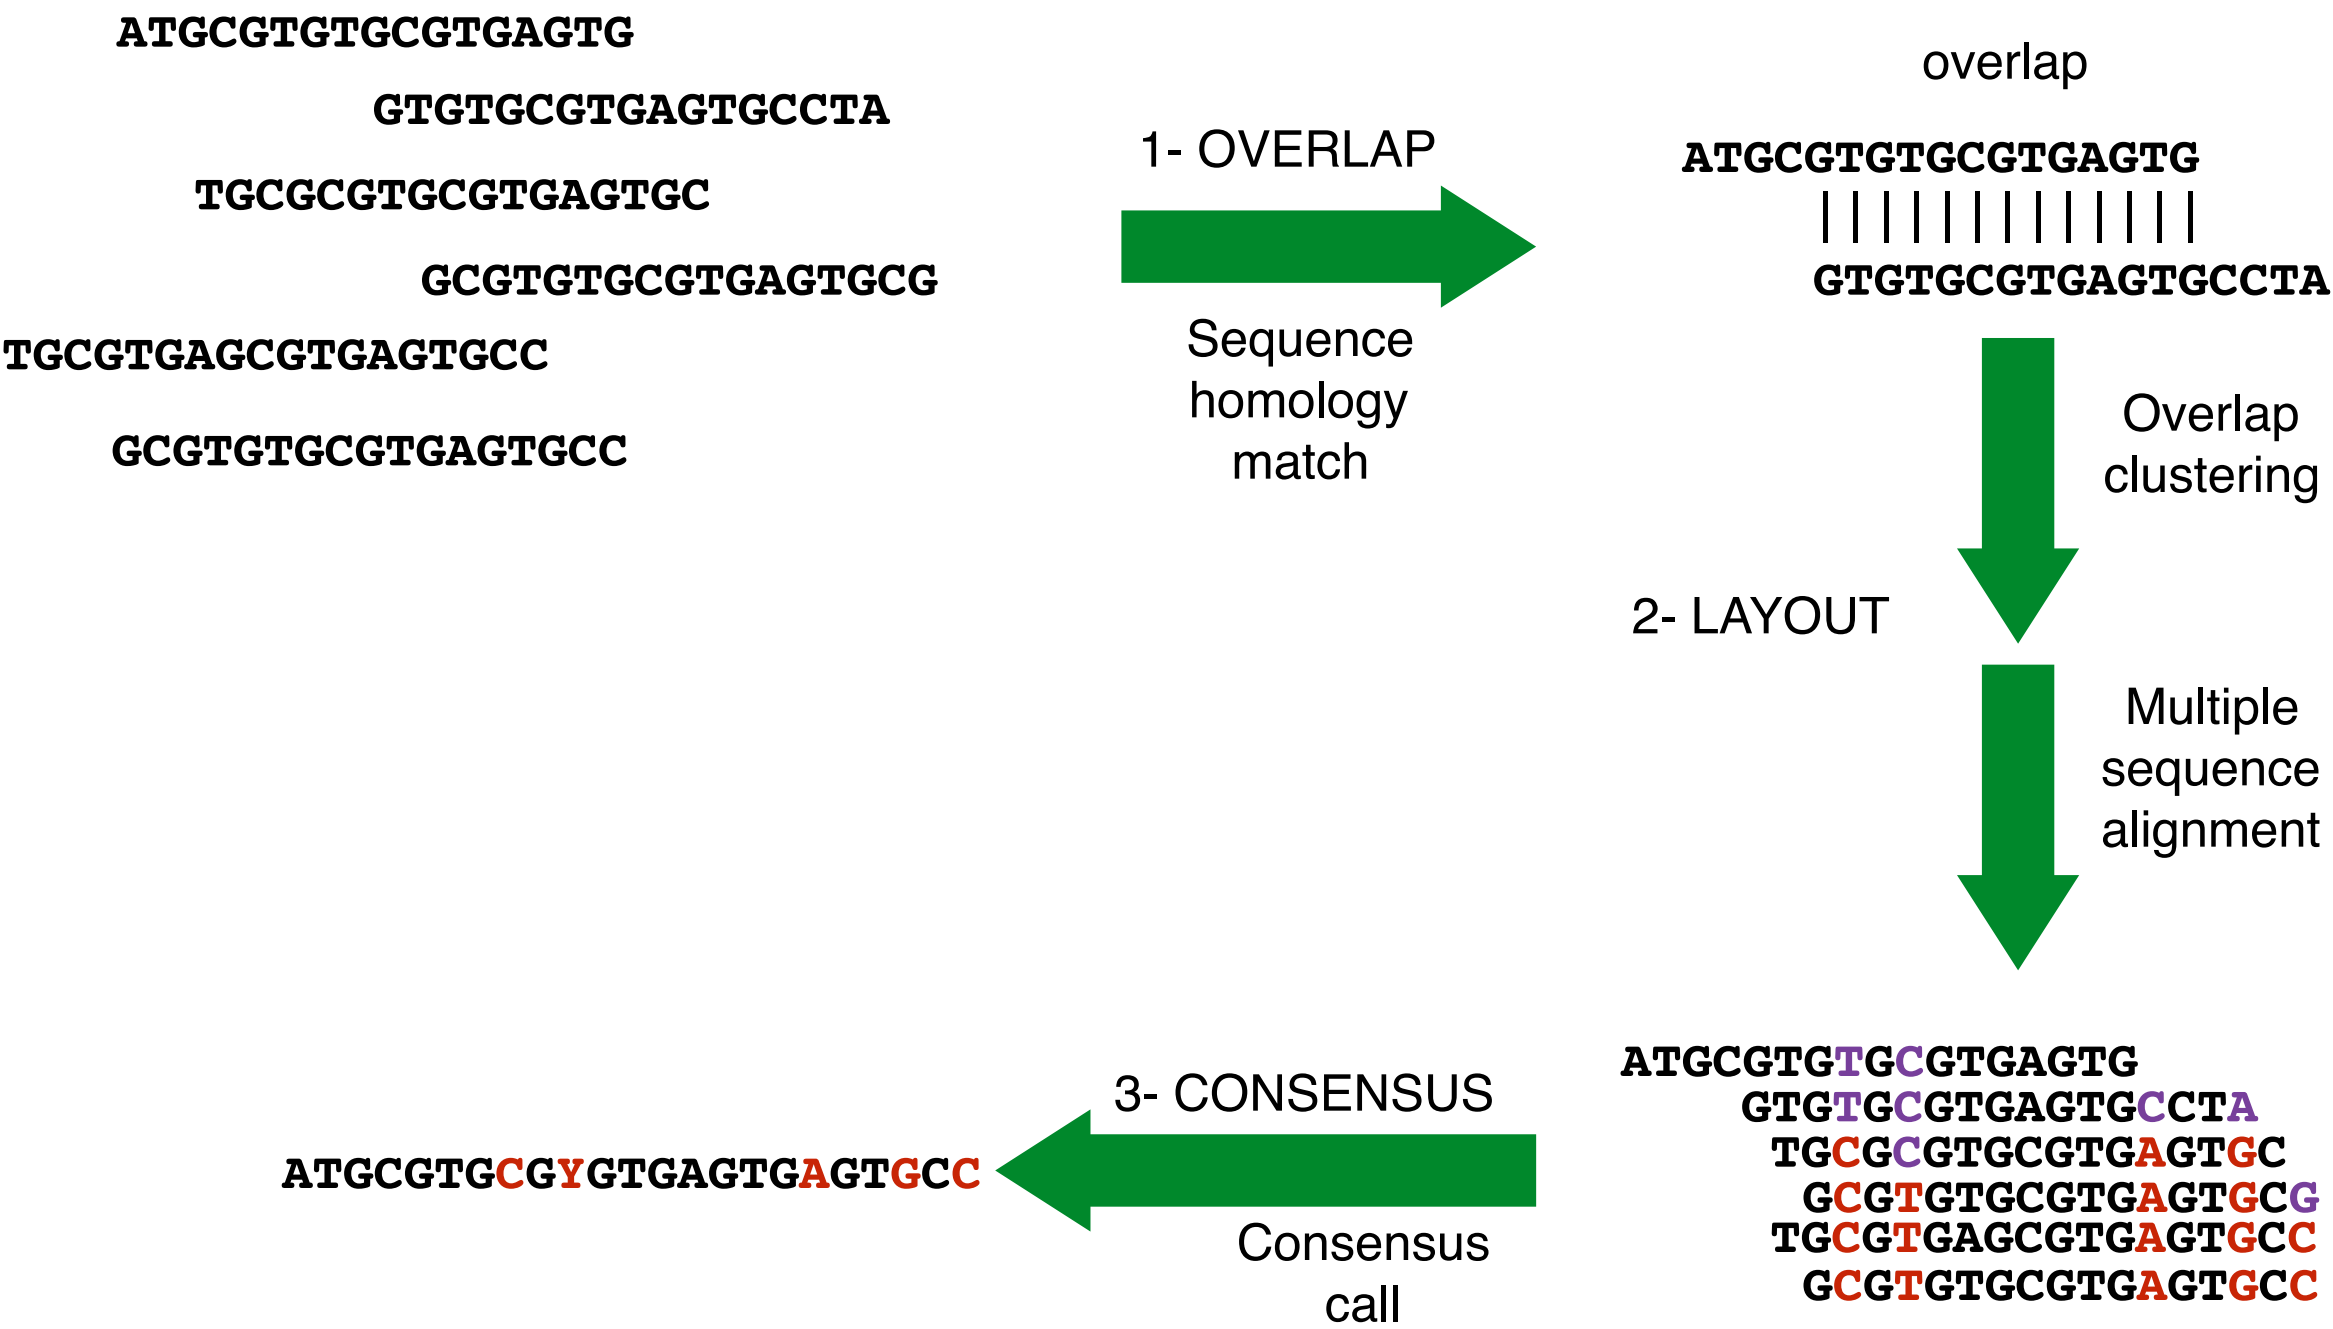 ATGCGTGTGCGTGAGTG
GTGTGCGTGAGTGCCTA
TGCGCGTGCGTGAGTGC
GCGTGTGCGTGAGTGCG
TGCGTGAGCGTGAGTGCC
GCGTGTGCGTGAGTGCC
1- OVERLAP
Sequence
homology
match
overlap
ATGCGTGTGCGTGAGTG
GTGTGCGTGAGTGCCTA
Overlap
clustering
2- LAYOUT
Multiple
sequence
alignment
ATGCGTGTGCGTGAGTG
GTGTGCGTGAGTGCCTA
TGCGCGTGCGTGAGTGC
GCGTGTGCGTGAGTGCG
TGCGTGAGCGTGAGTGCC
GCGTGTGCGTGAGTGCC
3- CONSENSUS
Consensus
call
ATGCGTGCGYGTGAGTGAGTGCC